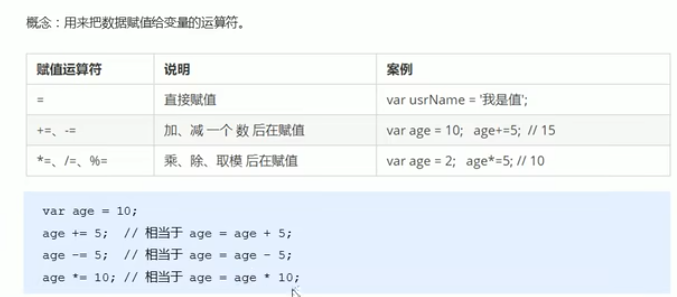 概念：用来把数据赋值给变量的运算符。
赋值运算符 说明 案例
= 直接赋值 var usrName = '我是值';
+=、-= 加、减 一个 数 后在赋值 var age = 10; age+=5; // 15
*=、/=、%= 乘、除、取模 后在赋值 var age = 2; age*=5; // 10
var age = 10;
age += 5; // 相当于 age = age + 5;
age -= 5; // 相当于 age = age - 5;
age *= 10; // 相当于 age = age * 10;